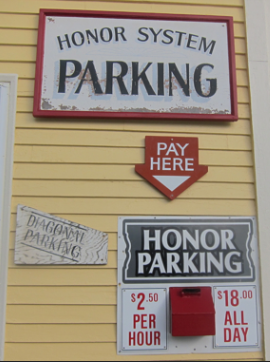 HONOR SYSTEM
PARKING
PAY
HERE
DIAGONAL
PARKING
HONOR
PARKING
$2.50
PER
HOUR
$18.00
ALL
DAY